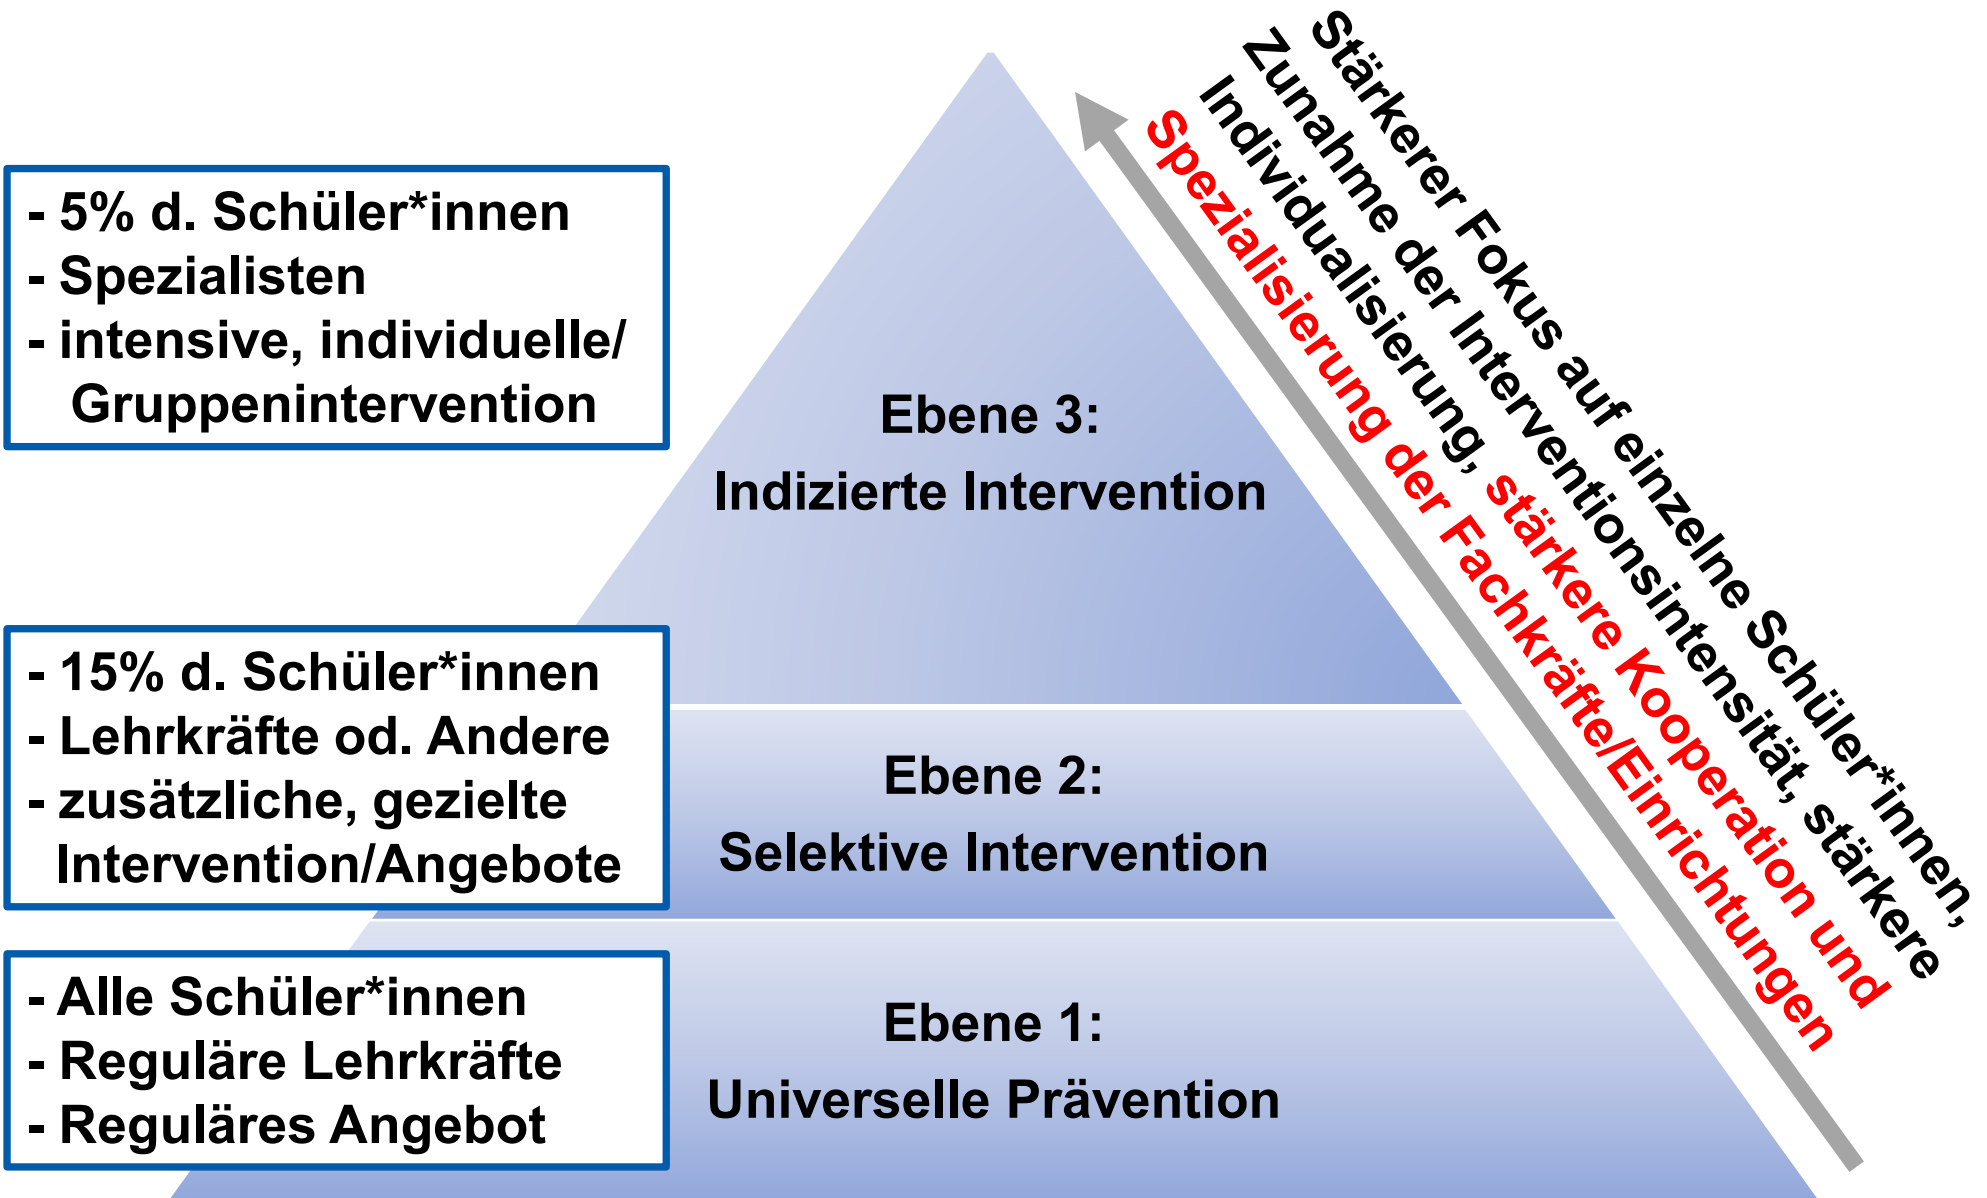 - 5% d. Schüler*innen
- Spezialisten
- intensive, individuelle/
Gruppenintervention
Ebene 3:
Indizierte Intervention
- 15% d. Schüler*innen
- Lehrkräfte od. Andere
- zusätzliche, gezielte
Intervention/Angebote
Ebene 2:
Selektive Intervention
- Alle Schüler*innen
- Reguläre Lehrkräfte
- Reguläres Angebot
Ebene 1:
Universelle Prävention
Stärkerer Fokus auf einzelne Schüler*innen,
Zunahme der Interventionsintensität, stärkere
Individualisierung, stärkere Kooperation und
Spezialisierung der Fachkräfte/Einrichtungen